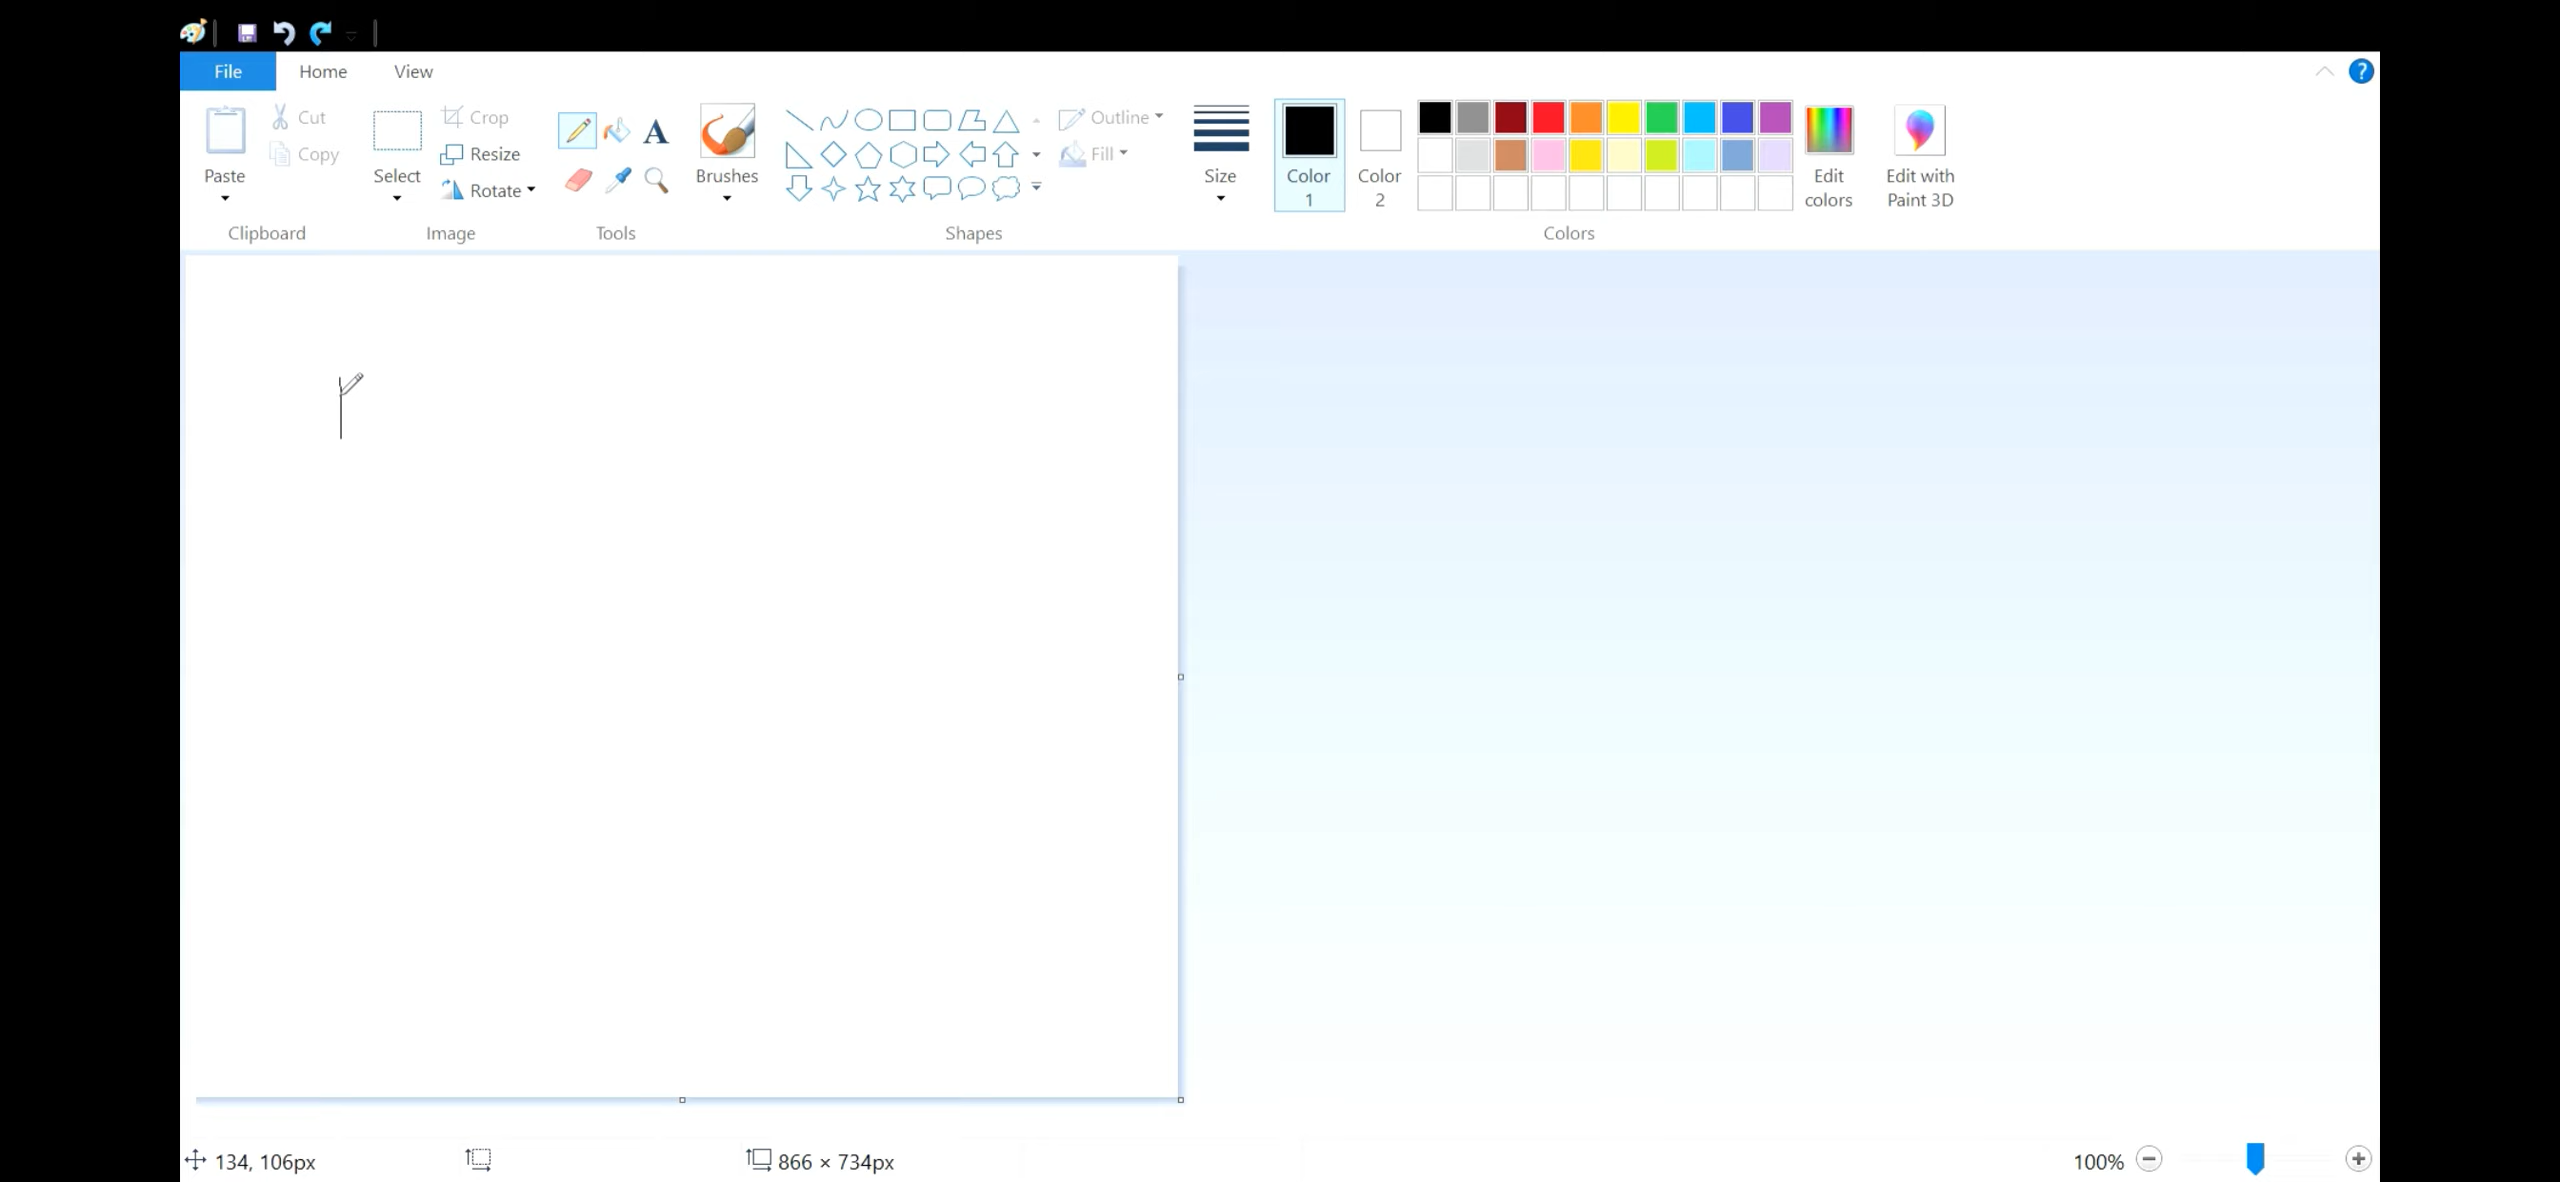 File Home View
Paste Cut Copy
Clipboard
Select Crop Resize Rotate
Image
A
Tools
Brushes
Shapes
Outline
Fill
Size
Color 1
Color 2
Colors
Edit colors
Edit with Paint 3D
?
134, 106px
866 × 734px
100%